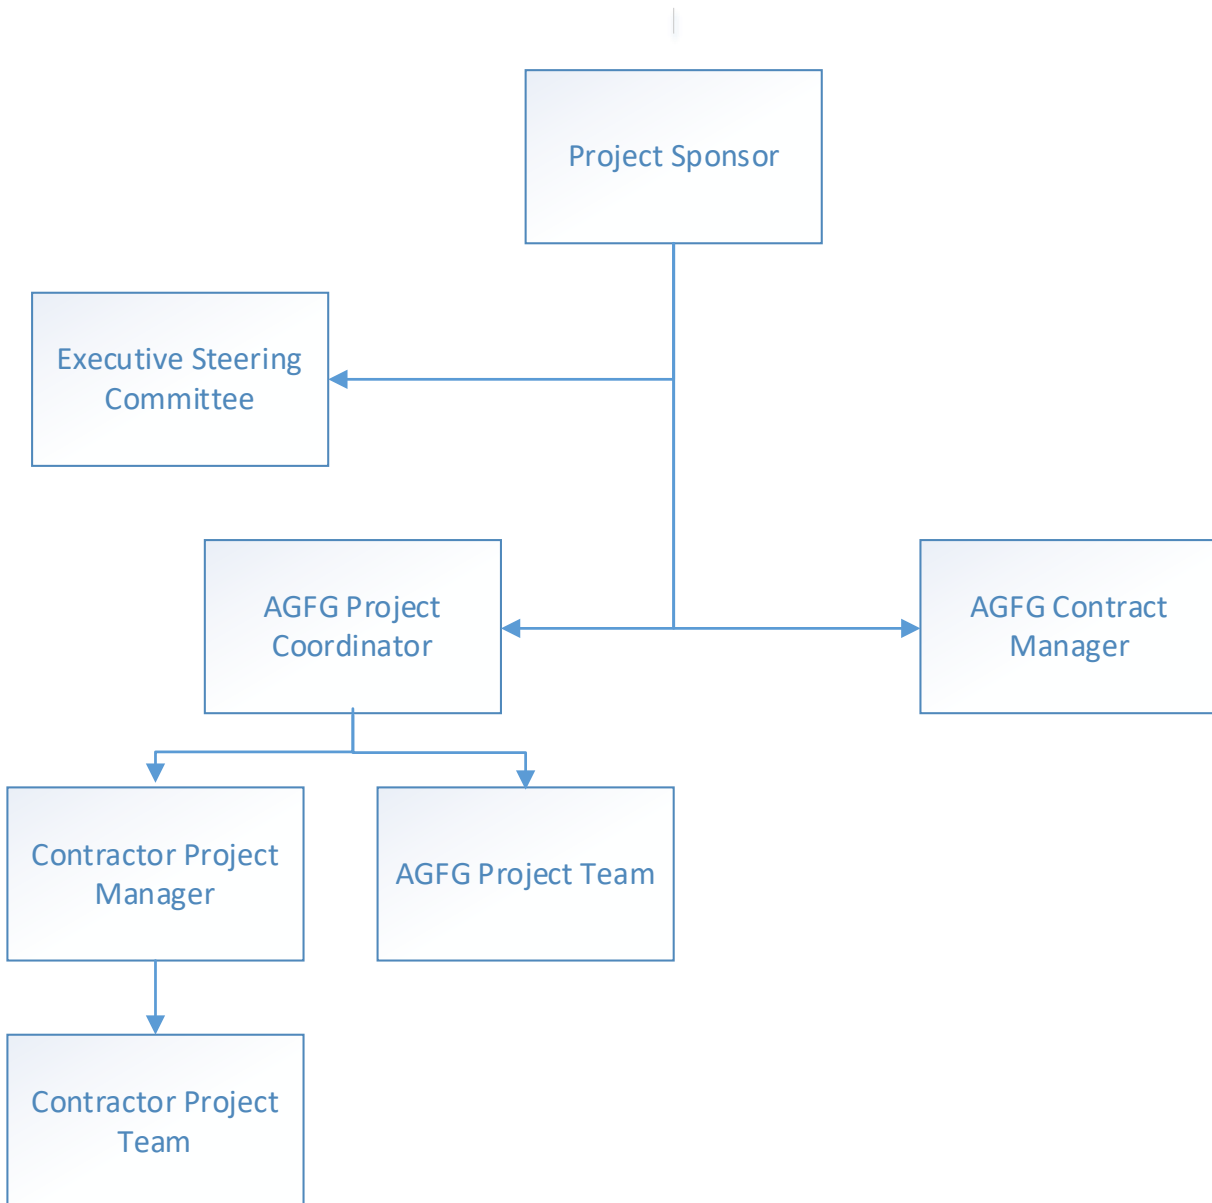 Project Sponsor
Executive Steering
Committee
AGFG Project
Coordinator
AGFG Contract
Manager
Contractor Project
Manager
AGFG Project Team
Contractor Project
Team